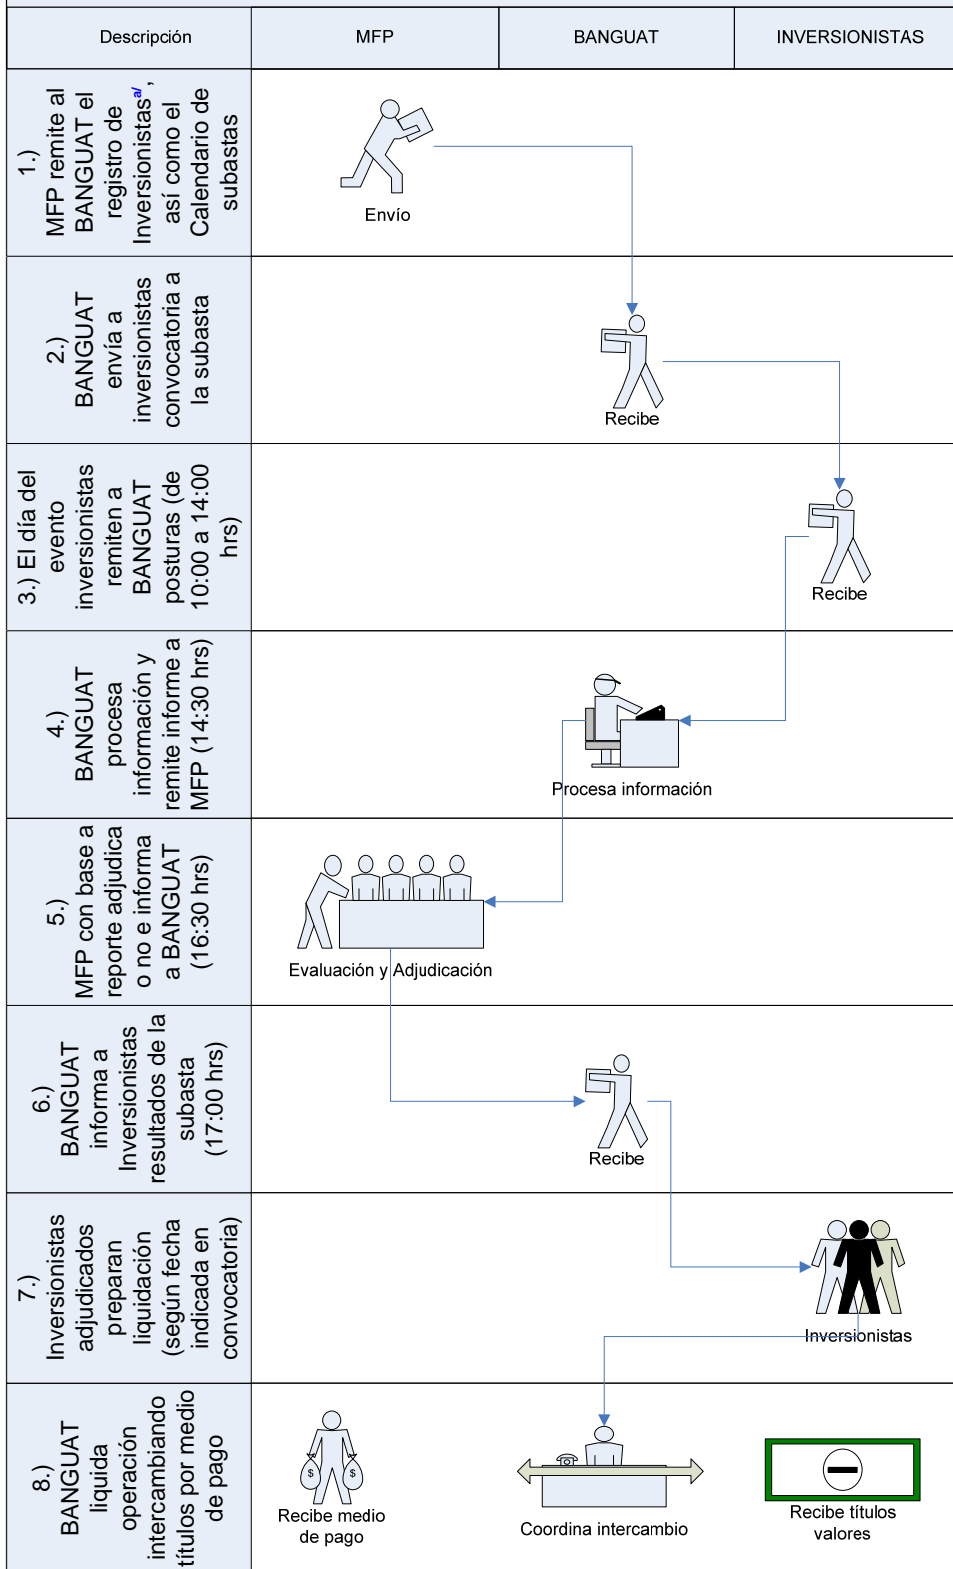 Descripción
MFP
BANGUAT
INVERSIONISTAS
1.)
MFP remite al
BANGUAT el
registro de
Inversionistas a/,
así como el
Calendario de
subastas
Envío
2.)
BANGUAT
envía a
inversionistas
convocatoria a
la subasta
Recibe
3.) El día del
evento
inversionistas
remiten a
BANGUAT
posturas (de
10:00 a 14:00
hrs)
Recibe
4.)
BANGUAT
procesa
información y
remite informe a
MFP (14:30 hrs)
Procesa información
5.)
MFP con base a
reporte adjudica
o no e informa
a BANGUAT
(16:30 hrs)
Evaluación y Adjudicación
6.)
BANGUAT
informa a
Inversionistas
resultados de la
subasta
(17:00 hrs)
Recibe
7.)
Inversionistas
adjudicados
preparan
liquidación
(según fecha
indicada en
convocatoria)
Inversionistas
8.)
BANGUAT
liquida
operación
intercambiando
títulos por medio
de pago
$
$
Recibe medio
de pago
Coordina intercambio
Recibe títulos
valores